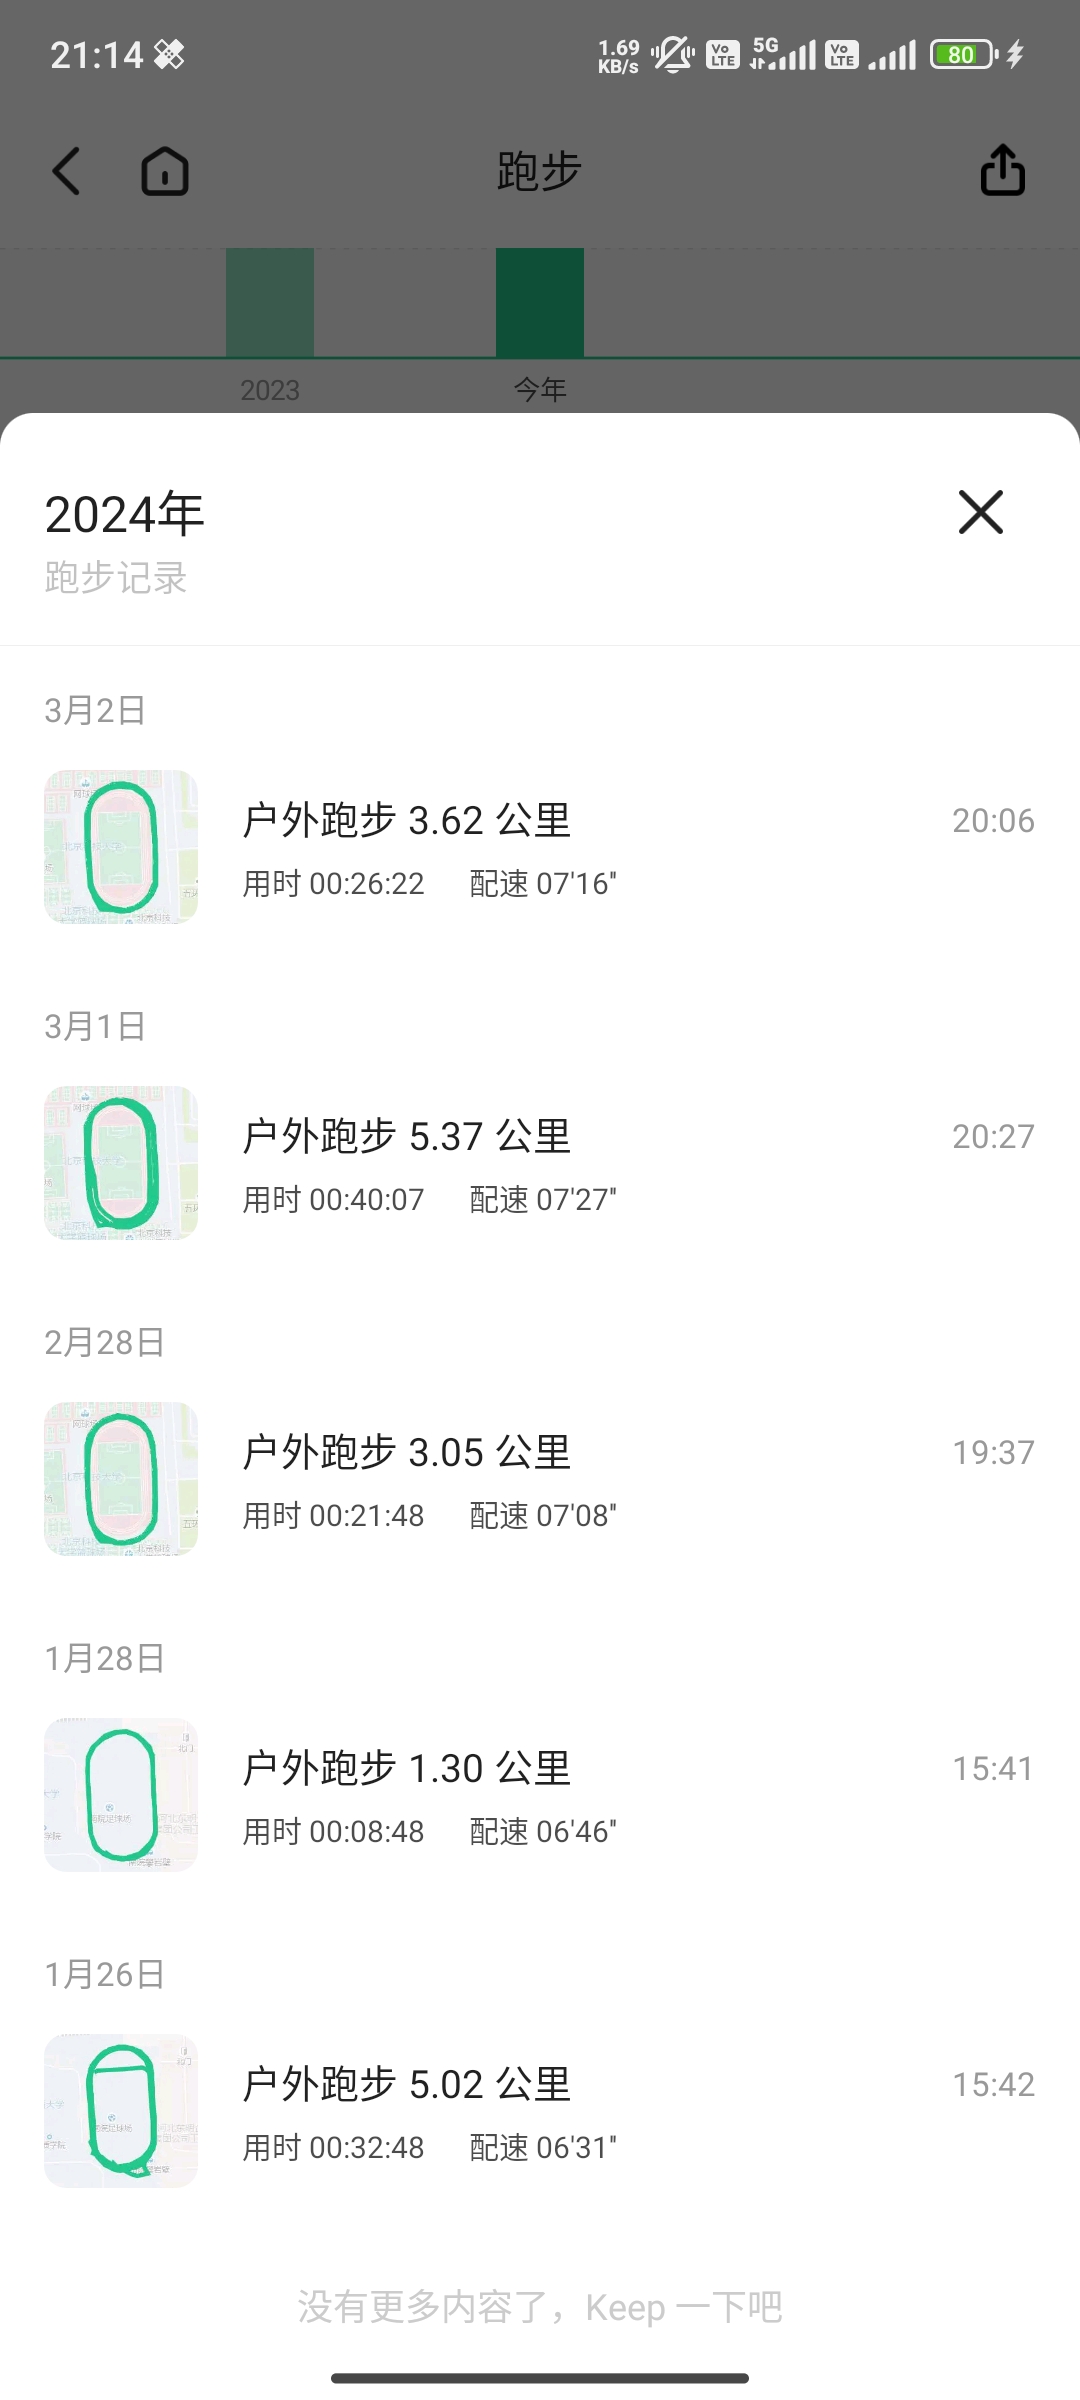 21:14
1.69 KB/s
Vo LTE
5G
Vo LTE
80
跑步
2023
今年
2024年
跑步记录
3月2日
户外跑步 3.62 公里
20:06
用时 00:26:22 配速 07'16"
3月1日
户外跑步 5.37 公里
20:27
用时 00:40:07 配速 07'27"
2月28日
户外跑步 3.05 公里
19:37
用时 00:21:48 配速 07'08"
1月28日
户外跑步 1.30 公里
15:41
用时 00:08:48 配速 06'46"
1月26日
户外跑步 5.02 公里
15:42
用时 00:32:48 配速 06'31"
没有更多内容了，Keep 一下吧